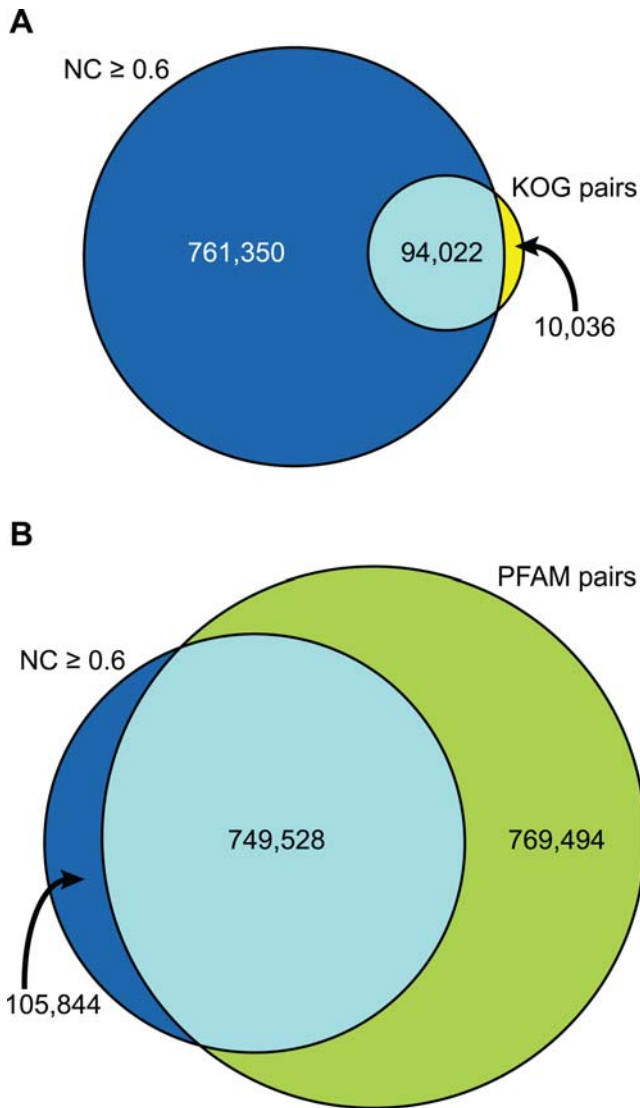 A
NC ≥ 0.6
KOG pairs
761,350
94,022
10,036
B
PFAM pairs
NC ≥ 0.6
749,528
769,494
105,844